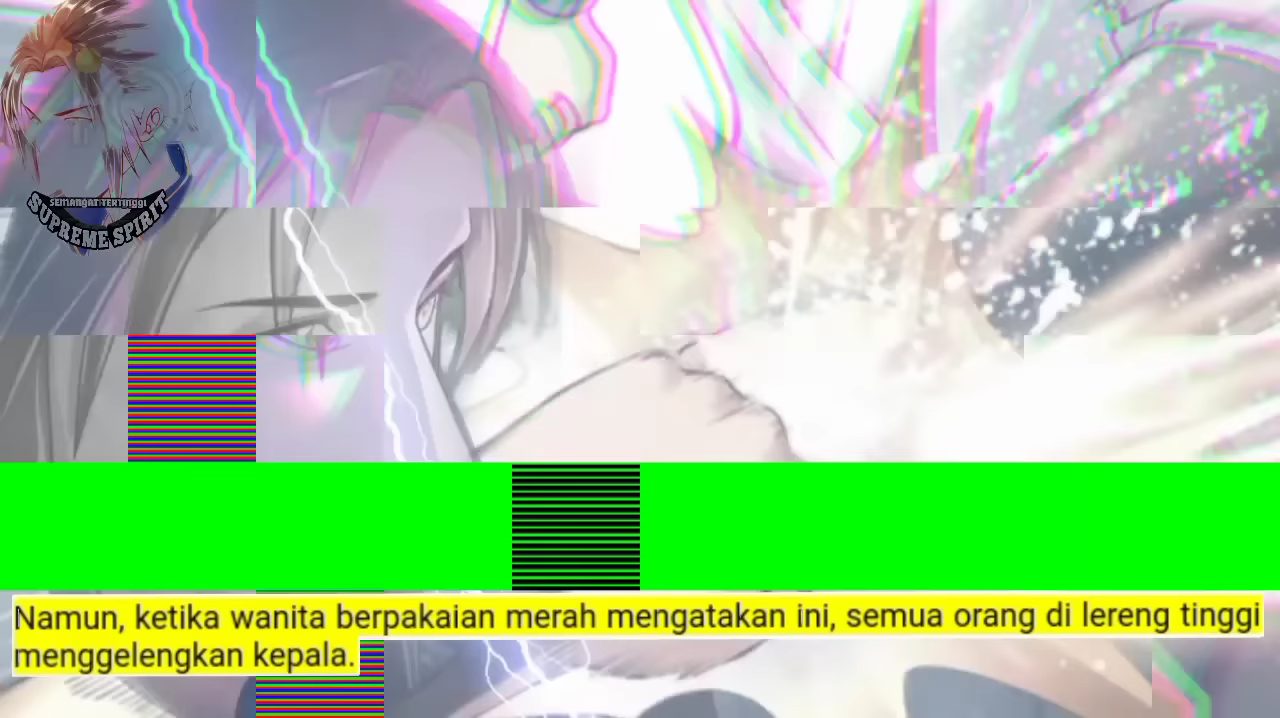 SEMANGAT TERTINGGI
SUPREME SPIRIT
Namun, ketika wanita berpakaian merah mengatakan ini, semua orang di lereng tinggi
menggelengkan kepala.